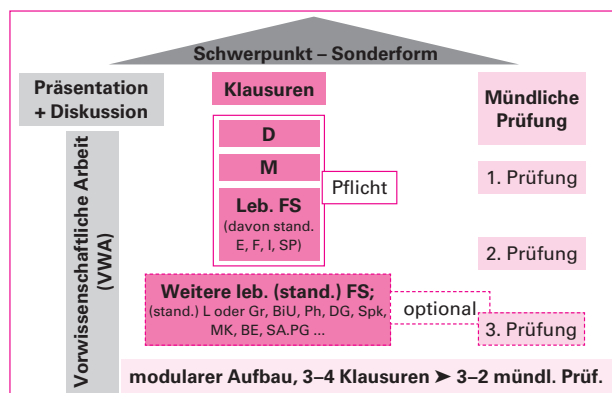 Schwerpunkt – Sonderform
Präsentation
+ Diskussion
Vorwissenschaftliche Arbeit
(VWA)
Klausuren
D
M
Leb. FS
(davon stand.
E, F, I, SP)
Pflicht
Weitere leb. (stand.) FS;
(stand.) L oder Gr, BiU, Ph, DG, Spk,
MK, BE, SA.PG ...
optional
Mündliche
Prüfung
1. Prüfung
2. Prüfung
3. Prüfung
modularer Aufbau, 3–4 Klausuren ➤ 3–2 mündl. Prüf.